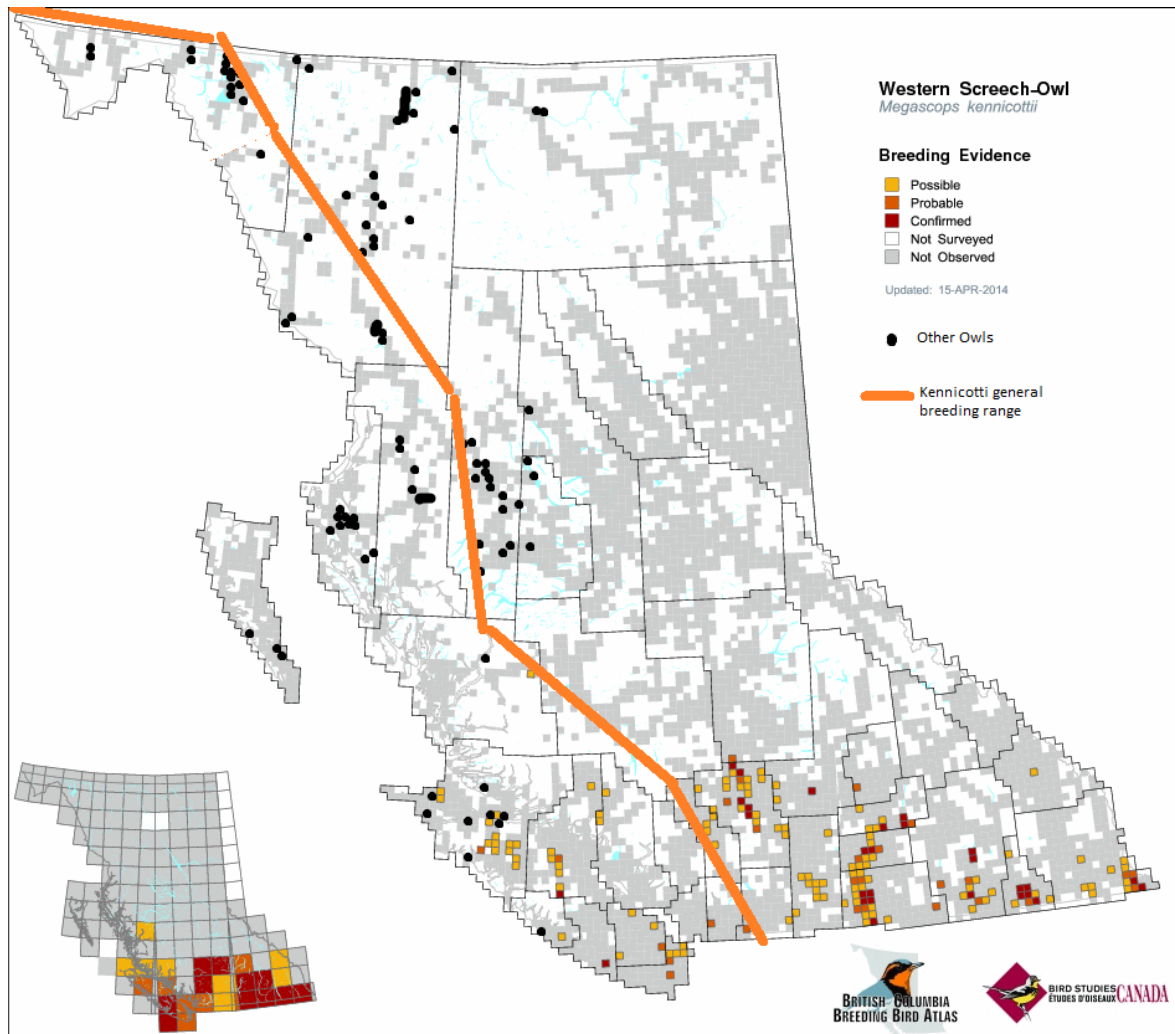 Western Screech-Owl
Megascops kennicottii
Breeding Evidence
Possible
Probable
Confirmed
Not Surveyed
Not Observed
Updated: 15-APR-2014
Other Owls
Kennicotti general
breeding range
BRITISH COLUMBIA
BREEDING BIRD ATLAS
BIRD STUDIES
ÉTUDES D'OISEAUX CANADA